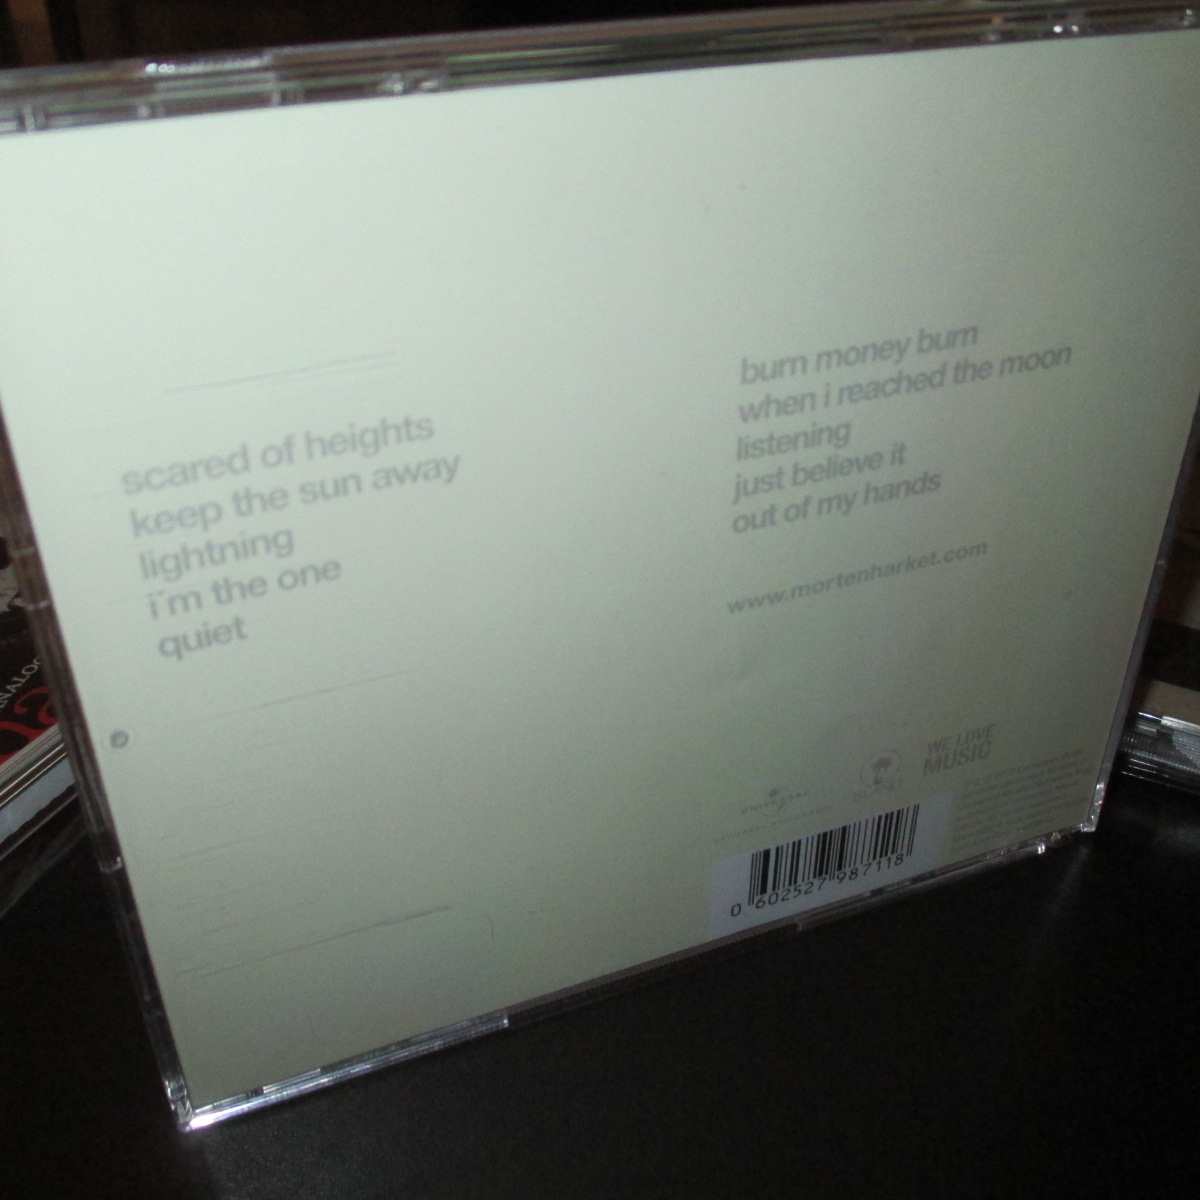 scared of heights
keep the sun away
lightning
i´m the one
quiet
burn money burn
when i reached the moon
listening
just believe it
out of my hands
www.mortenharket.com
WE LOVE
MUSIC
UNIVERSAL
0 602527 987118